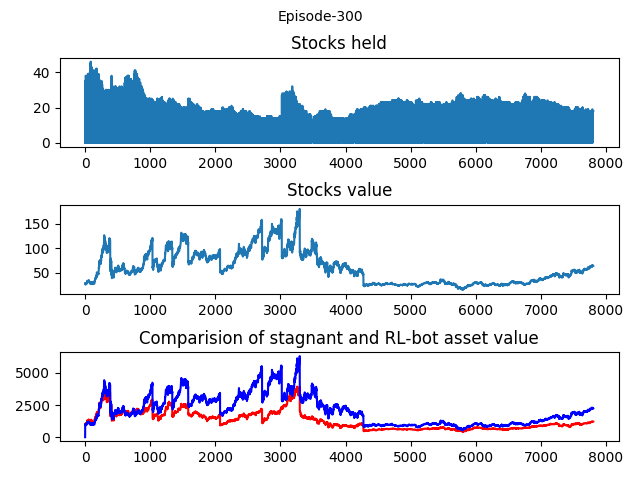 Episode-300
Stocks held
40
20
0
0 1000 2000 3000 4000 5000 6000 7000 8000
Stocks value
150
100
50
0 1000 2000 3000 4000 5000 6000 7000 8000
Comparision of stagnant and RL-bot asset value
5000
2500
0
0 1000 2000 3000 4000 5000 6000 7000 8000